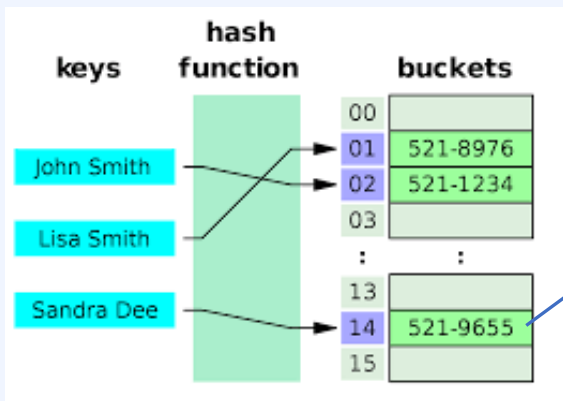 hash
keys function buckets
00
01 521-8976
John Smith 02 521-1234
Lisa Smith 03
: :
13
Sandra Dee 14 521-9655
15